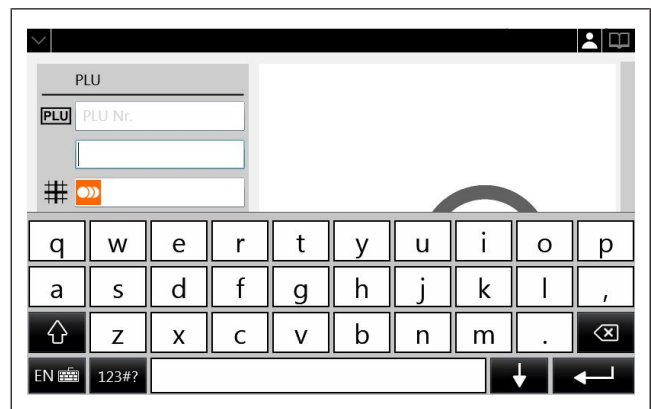 PLU
PLU PLU Nr.
q w e r t y u i o p
a s d f g h j k l ,
z x c v b n m .
EN 123#?